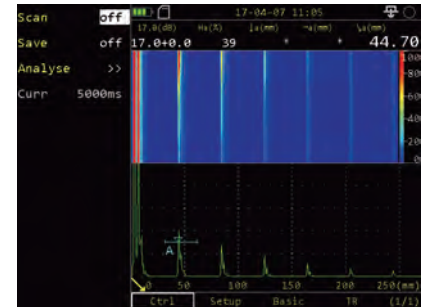 Scan off
Save off
Analyse >>
Curr 5000ms
17-04-07 11:05
17.0(dB) Ha(%)
17.0+0.0 39 * * 44.70
100
80
60
40
20
0
A
0 50 100 150 200 250(mm)
Ctrl Setup Basic TR (1/1)